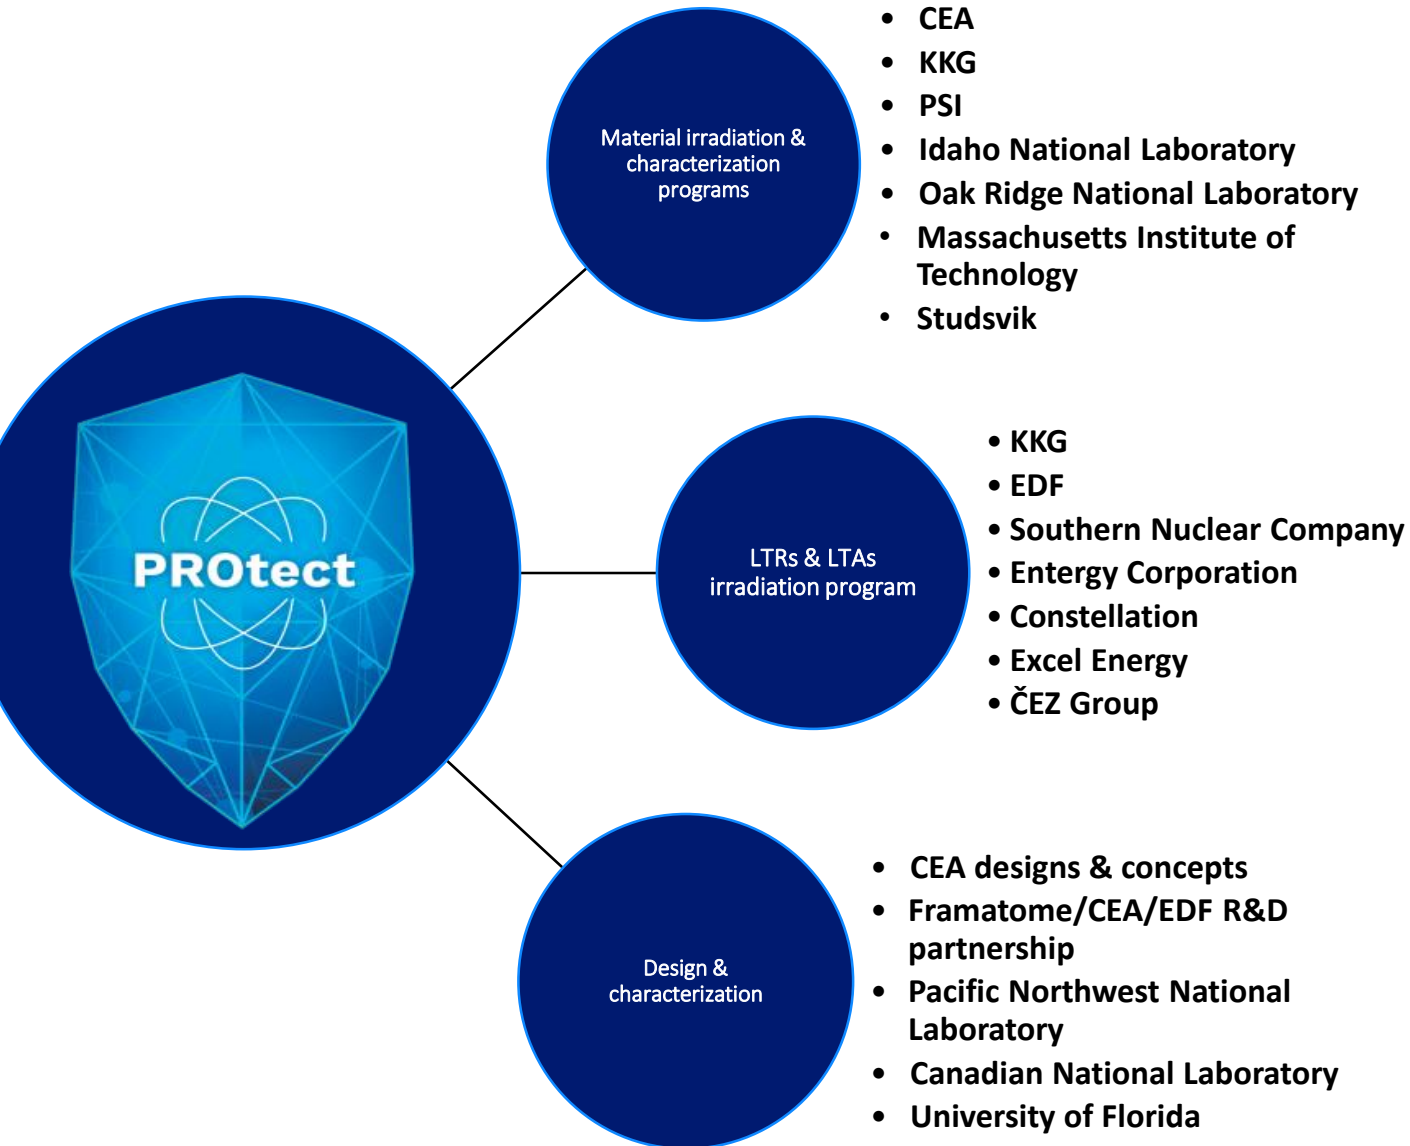 PROtect
Material irradiation &
characterization
programs
• CEA
• KKG
• PSI
• Idaho National Laboratory
• Oak Ridge National Laboratory
• Massachusetts Institute of
Technology
• Studsvik
LTRs & LTAs
irradiation program
• KKG
• EDF
• Southern Nuclear Company
• Entergy Corporation
• Constellation
• Excel Energy
• ČEZ Group
Design &
characterization
• CEA designs & concepts
• Framatome/CEA/EDF R&D
partnership
• Pacific Northwest National
Laboratory
• Canadian National Laboratory
• University of Florida